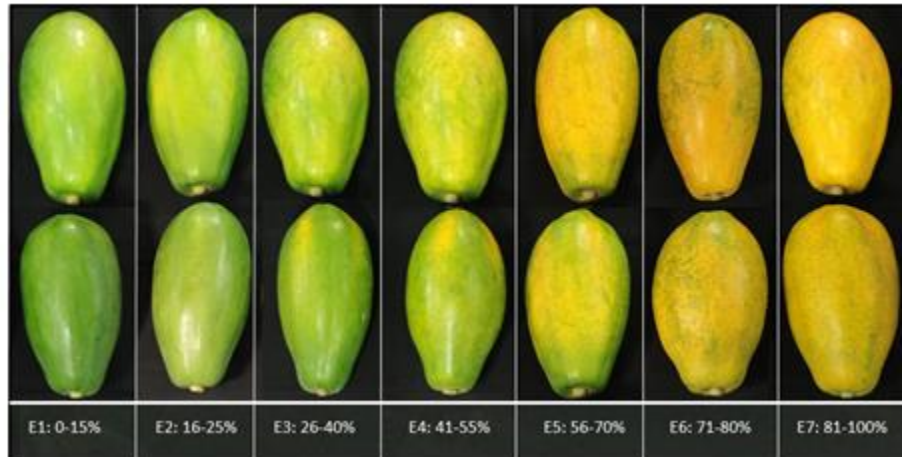 E1: 0-15%
E2: 16-25%
E3: 26-40%
E4: 41-55%
E5: 56-70%
E6: 71-80%
E7: 81-100%